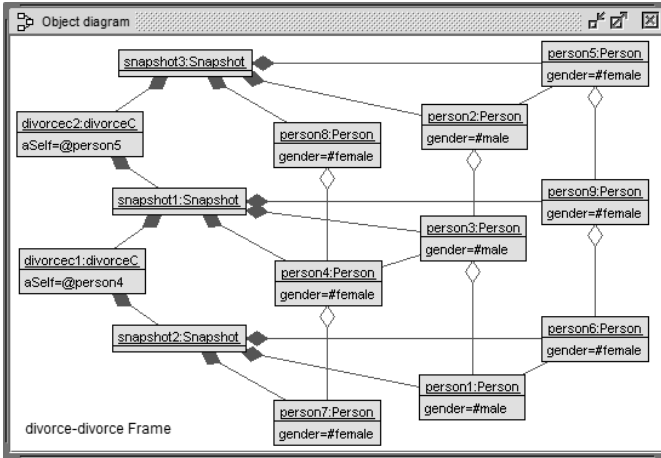 Object diagram
person5:Person
gender=#female
snapshot3:Snapshot
divorcec2:divorceC
aSelf=@person5
person8:Person
gender=#female
person2:Person
gender=#male
snapshot1:Snapshot
person9:Person
gender=#female
person3:Person
gender=#male
divorcec1:divorceC
aSelf=@person4
person4:Person
gender=#female
snapshot2:Snapshot
person6:Person
gender=#female
person7:Person
gender=#female
person1:Person
gender=#male
divorce-divorce Frame